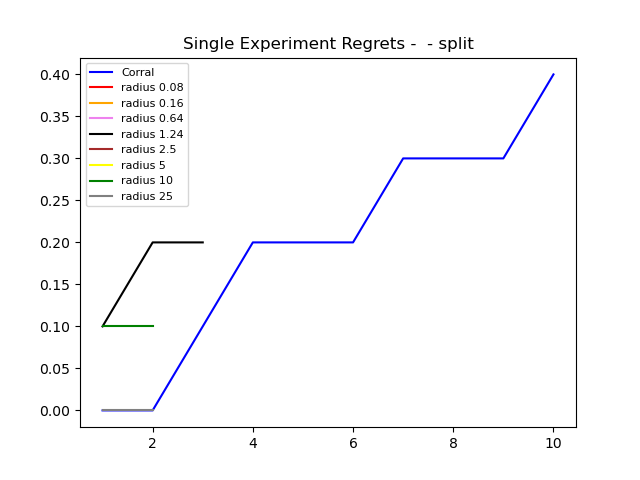 Single Experiment Regrets -  - split
Corral
radius 0.08
radius 0.16
radius 0.64
radius 1.24
radius 2.5
radius 5
radius 10
radius 25
0.40
0.35
0.30
0.25
0.20
0.15
0.10
0.05
0.00
2 4 6 8 10